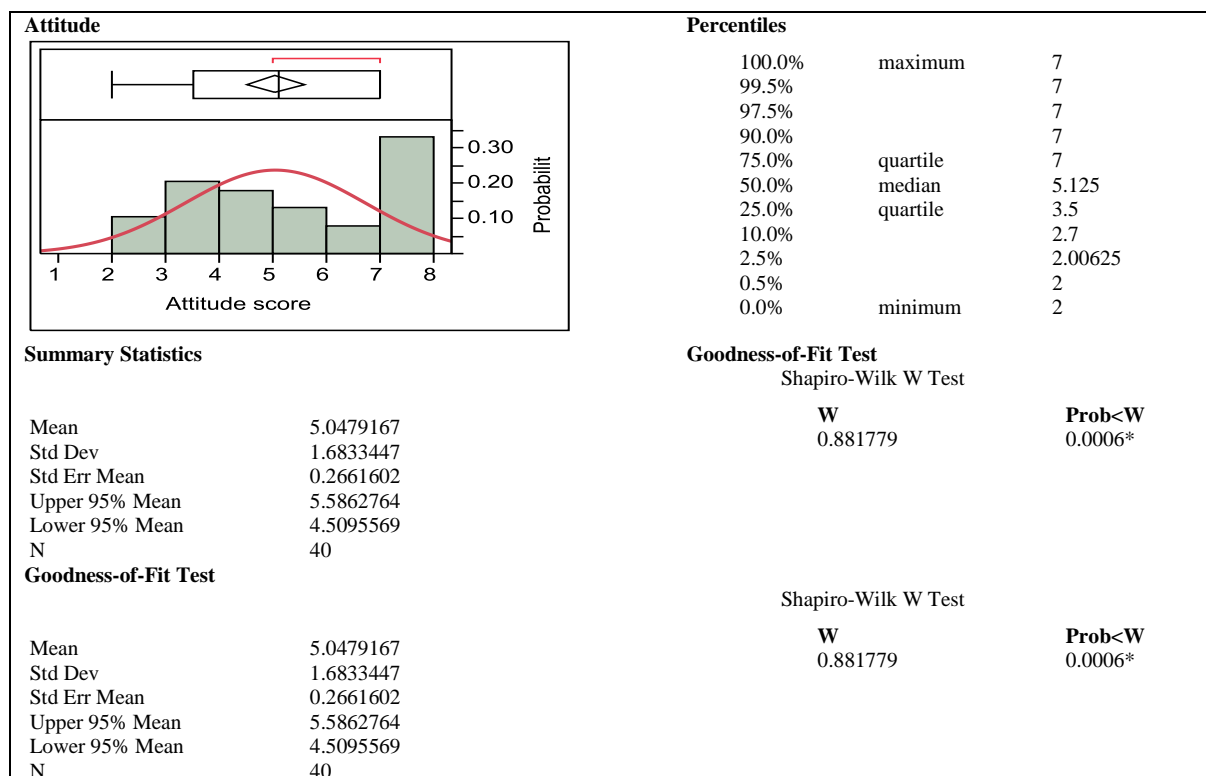 Attitude
0.30
0.20
0.10
Probabilit
1 2 3 4 5 6 7 8
Attitude score
Percentiles
100.0% maximum 7
99.5% 7
97.5% 7
90.0% 7
75.0% quartile 7
50.0% median 5.125
25.0% quartile 3.5
10.0% 2.7
2.5% 2.00625
0.5% 2
0.0% minimum 2
Summary Statistics
Mean 5.0479167
Std Dev 1.6833447
Std Err Mean 0.2661602
Upper 95% Mean 5.5862764
Lower 95% Mean 4.5095569
N 40
Goodness-of-Fit Test
Shapiro-Wilk W Test
W Prob<W
0.881779 0.0006*
Goodness-of-Fit Test
Mean 5.0479167
Std Dev 1.6833447
Std Err Mean 0.2661602
Upper 95% Mean 5.5862764
Lower 95% Mean 4.5095569
N 40
Shapiro-Wilk W Test
W Prob<W
0.881779 0.0006*